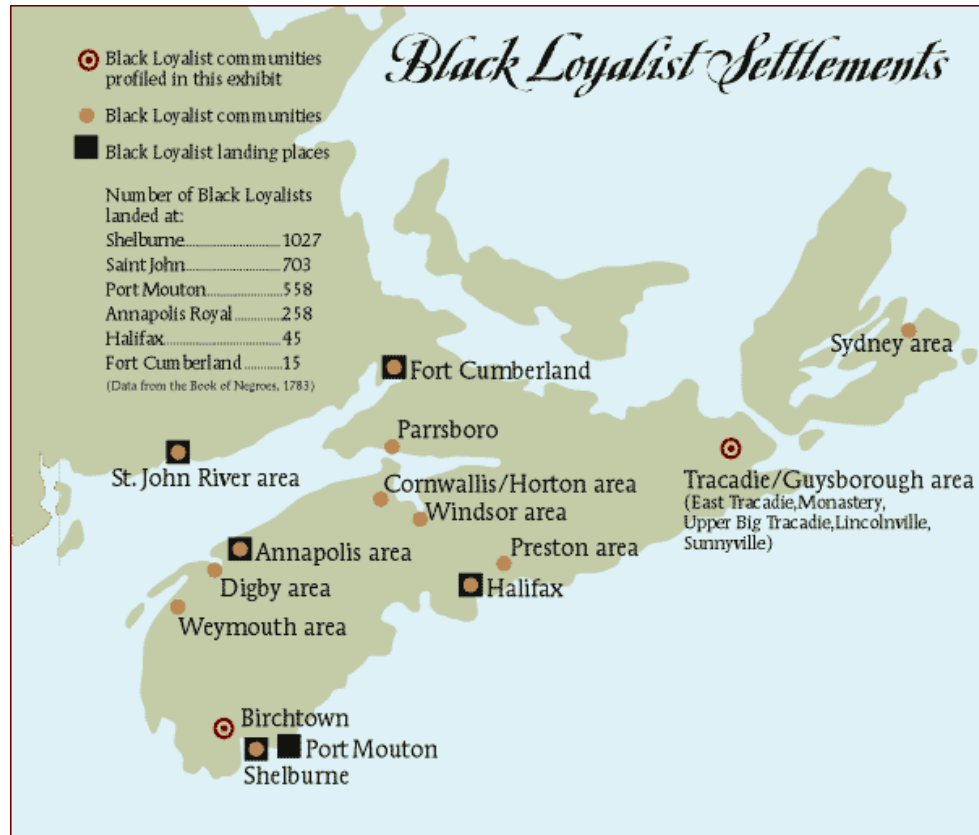 Black Loyalist Settlements
Black Loyalist communities
profiled in this exhibit
Black Loyalist communities
Black Loyalist landing places
Number of Black Loyalists
landed at:
Shelburne..........................1027
Saint John..........................703
Port Mouton.....................558
Annapolis Royal.............258
Halifax................................45
Fort Cumberland..........15
(Data from the Book of Negroes, 1783)
Sydney area
Fort Cumberland
Parrsboro
St. John River area
Cornwallis/Horton area
Windsor area
Tracadie/Guysborough area
(East Tracadie,Monastery,
Upper Big Tracadie,Lincolnville,
Sunnyville)
Annapolis area
Preston area
Digby area
Halifax
Weymouth area
Birchtown
Port Mouton
Shelburne